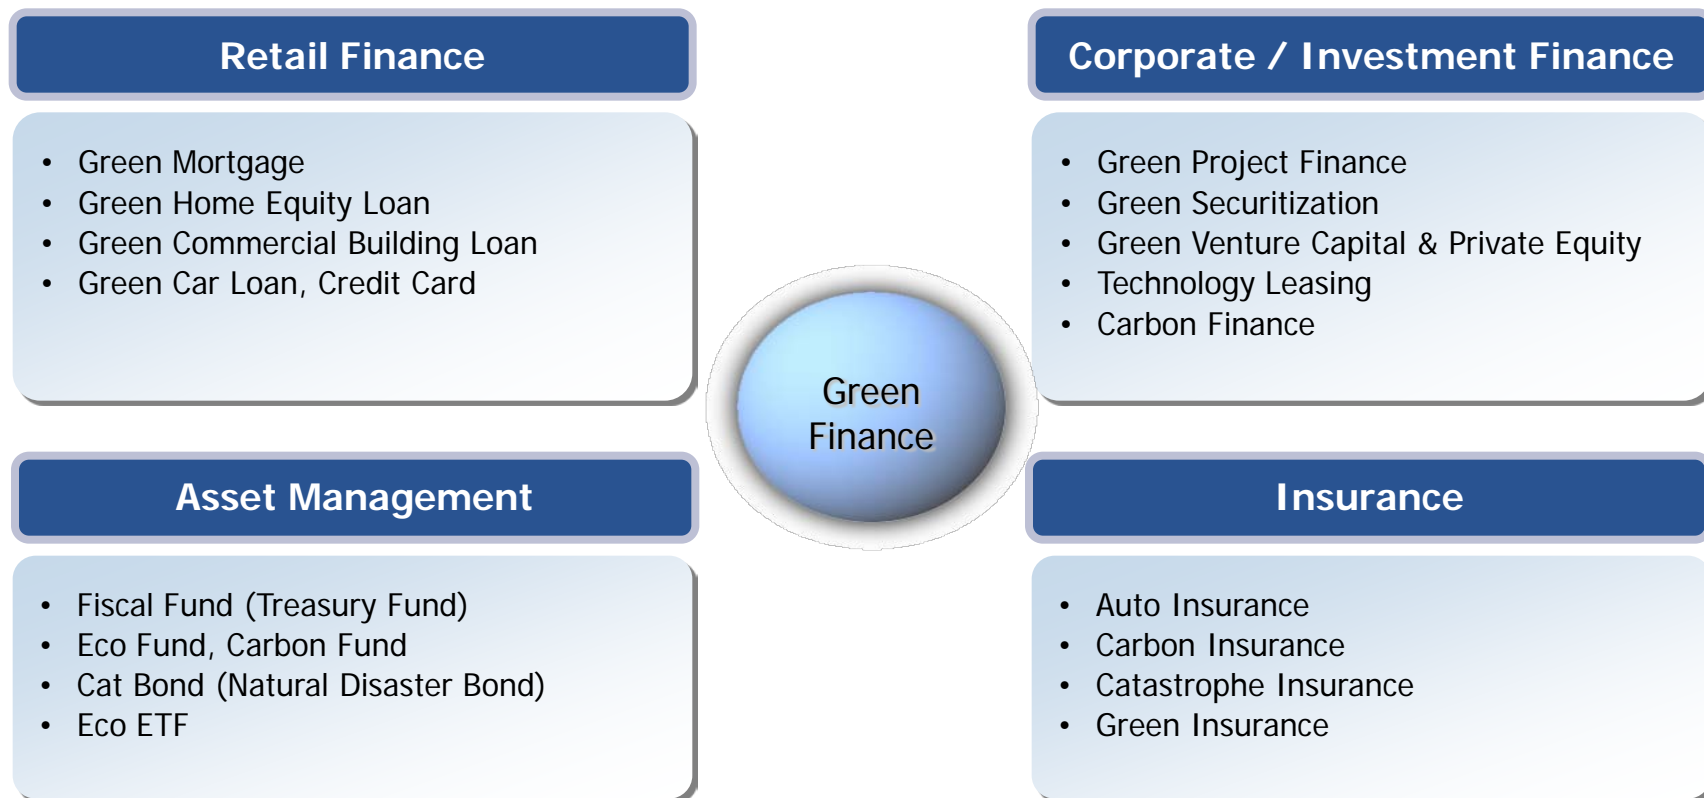 Retail Finance
• Green Mortgage
• Green Home Equity Loan
• Green Commercial Building Loan
• Green Car Loan, Credit Card
Corporate / Investment Finance
• Green Project Finance
• Green Securitization
• Green Venture Capital & Private Equity
• Technology Leasing
• Carbon Finance
Green
Finance
Asset Management
• Fiscal Fund (Treasury Fund)
• Eco Fund, Carbon Fund
• Cat Bond (Natural Disaster Bond)
• Eco ETF
Insurance
• Auto Insurance
• Carbon Insurance
• Catastrophe Insurance
• Green Insurance